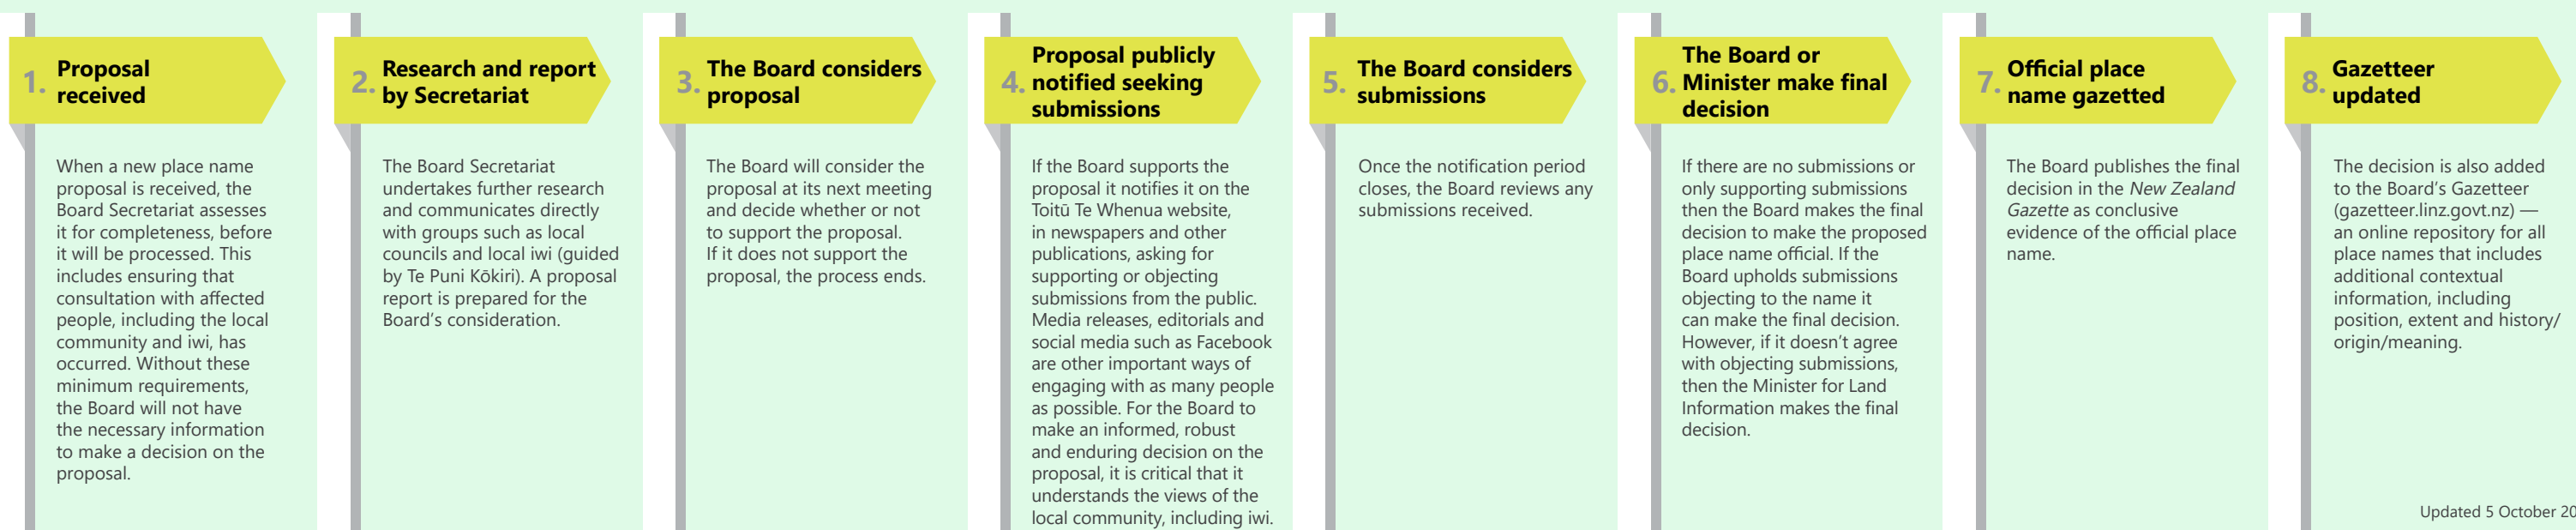 1.
Proposal
received
When a new place name
proposal is received, the
Board Secretariat assesses
it for completeness, before
it will be processed. This
includes ensuring that
consultation with affected
people, including the local
community and iwi, has
occurred. Without these
minimum requirements,
the Board will not have
the necessary information
to make a decision on the
proposal.
2.
Research and report
by Secretariat
The Board Secretariat
undertakes further research
and communicates directly
with groups such as local
councils and local iwi (guided
by Te Puni Kōkiri). A proposal
report is prepared for the
Board’s consideration.
3.
The Board considers
proposal
The Board will consider the
proposal at its next meeting
and decide whether or not
to support the proposal.
If it does not support the
proposal, the process ends.
4.
Proposal publicly
notified seeking
submissions
If the Board supports the
proposal it notifies it on the
Toitū Te Whenua website,
in newspapers and other
publications, asking for
supporting or objecting
submissions from the public.
Media releases, editorials and
social media such as Facebook
are other important ways of
engaging with as many people
as possible. For the Board to
make an informed, robust
and enduring decision on the
proposal, it is critical that it
understands the views of the
local community, including iwi.
5.
The Board considers
submissions
Once the notification period
closes, the Board reviews any
submissions received.
6.
The Board or
Minister make final
decision
If there are no submissions or
only supporting submissions
then the Board makes the final
decision to make the proposed
place name official. If the
Board upholds submissions
objecting to the name it
can make the final decision.
However, if it doesn’t agree
with objecting submissions,
then the Minister for Land
Information makes the final
decision.
7.
Official place
name gazetted
The Board publishes the final
decision in the New Zealand
Gazette as conclusive
evidence of the official place
name.
8.
Gazetteer
updated
The decision is also added
to the Board’s Gazetteer
(gazetteer.linz.govt.nz) —
an online repository for all
place names that includes
additional contextual
information, including
position, extent and history/
origin/meaning.
Updated 5 October 20